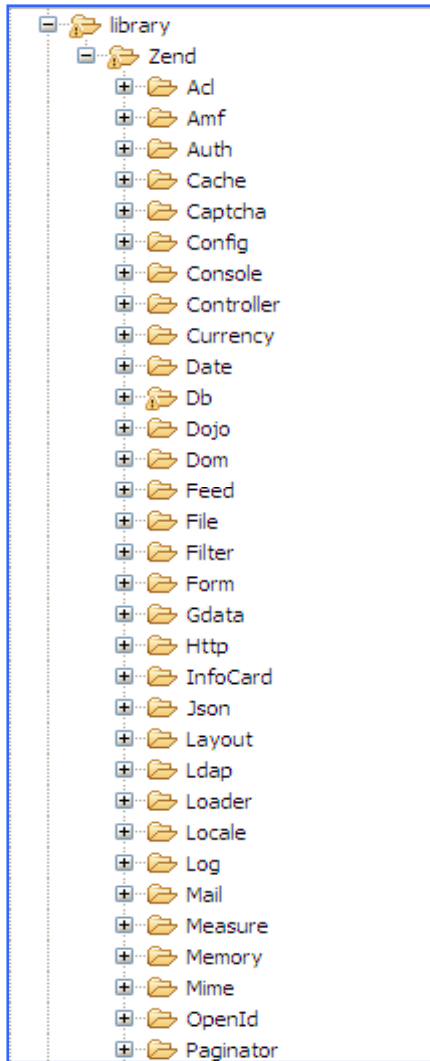 library
Zend
Acl
Amf
Auth
Cache
Captcha
Config
Console
Controller
Currency
Date
Db
Dojo
Dom
Feed
File
Filter
Form
Gdata
Http
InfoCard
Json
Layout
Ldap
Loader
Locale
Log
Mail
Measure
Memory
Mime
OpenId
Paginator